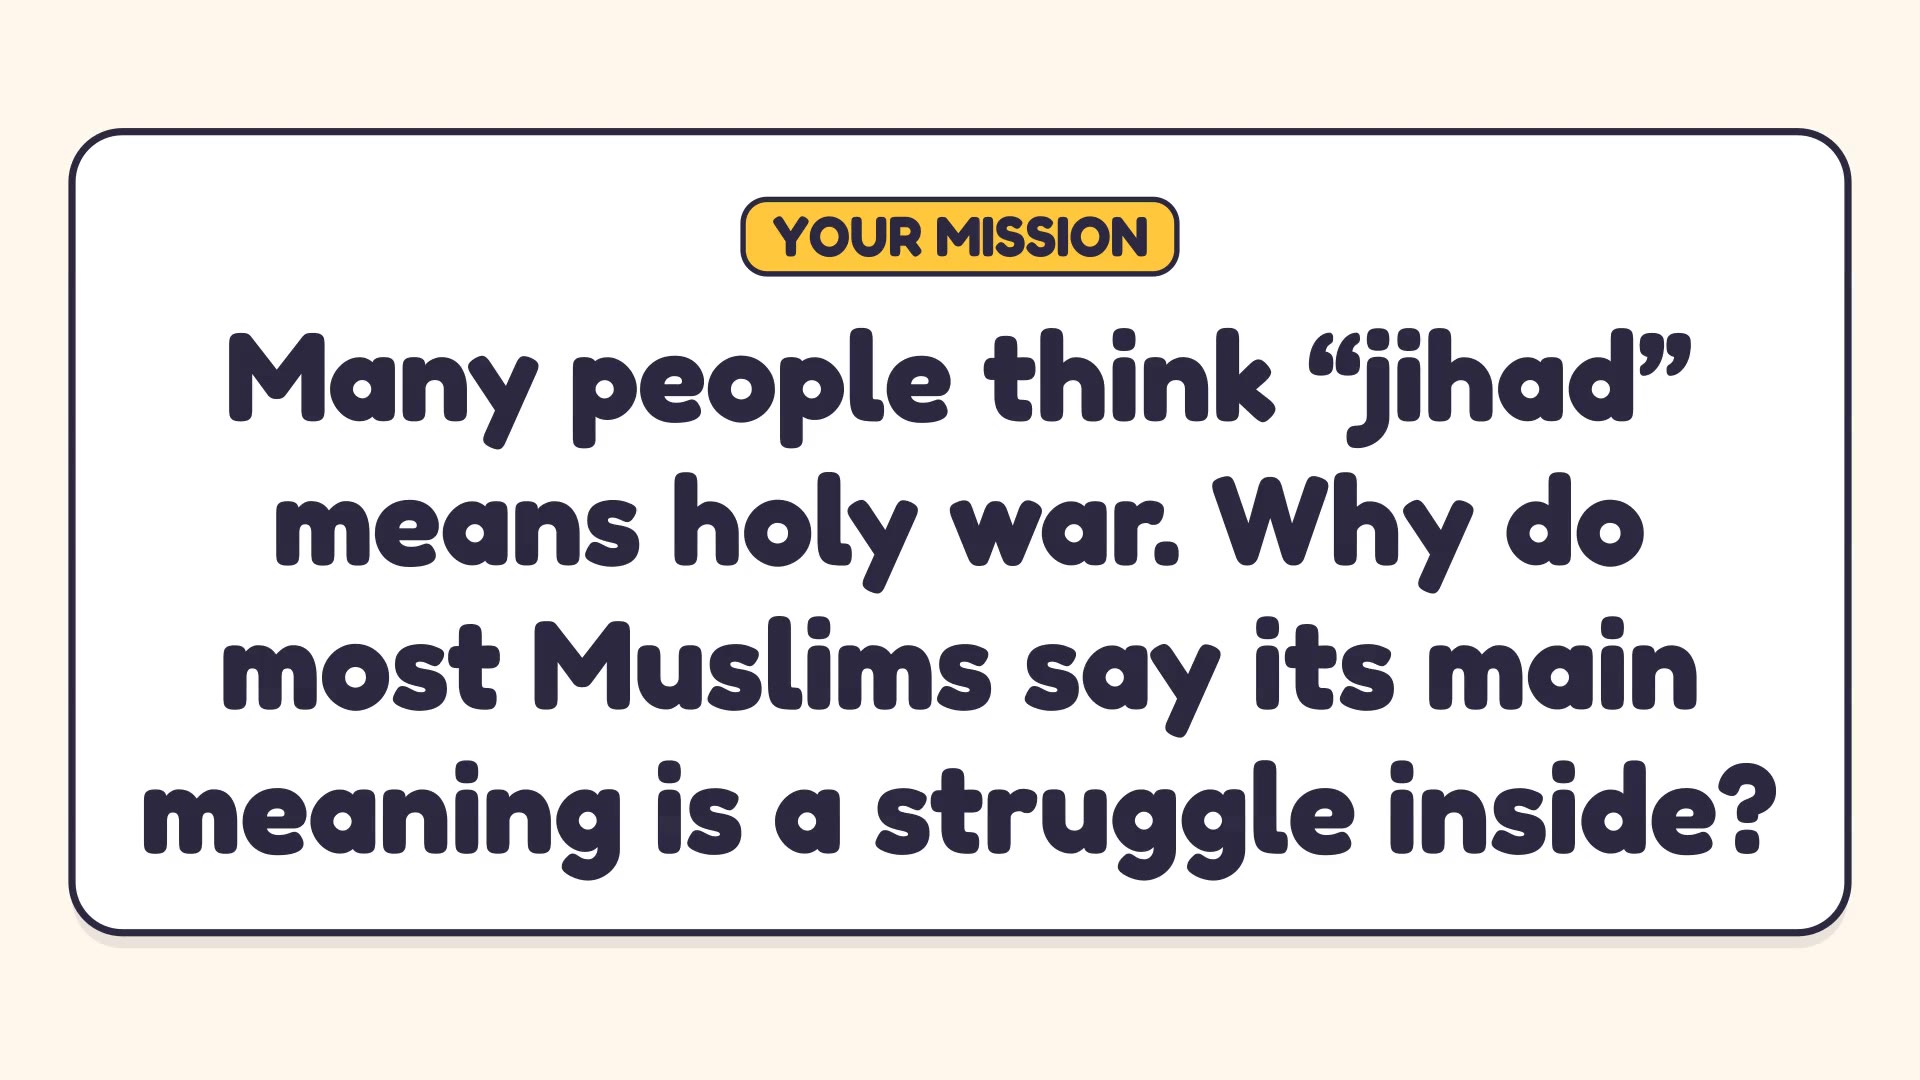 YOUR MISSION
Many people think “jihad”
means holy war. Why do
most Muslims say its main
meaning is a struggle inside?